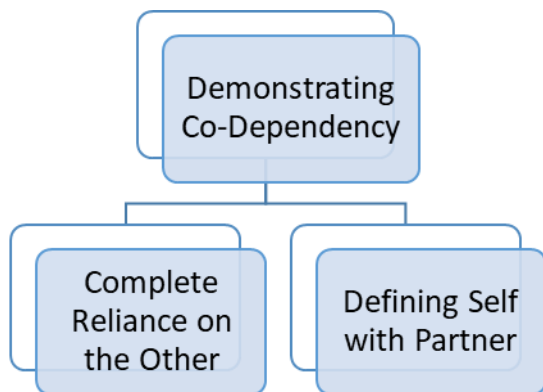 Demonstrating
Co-Dependency
Complete
Reliance on
the Other
Defining Self
with Partner